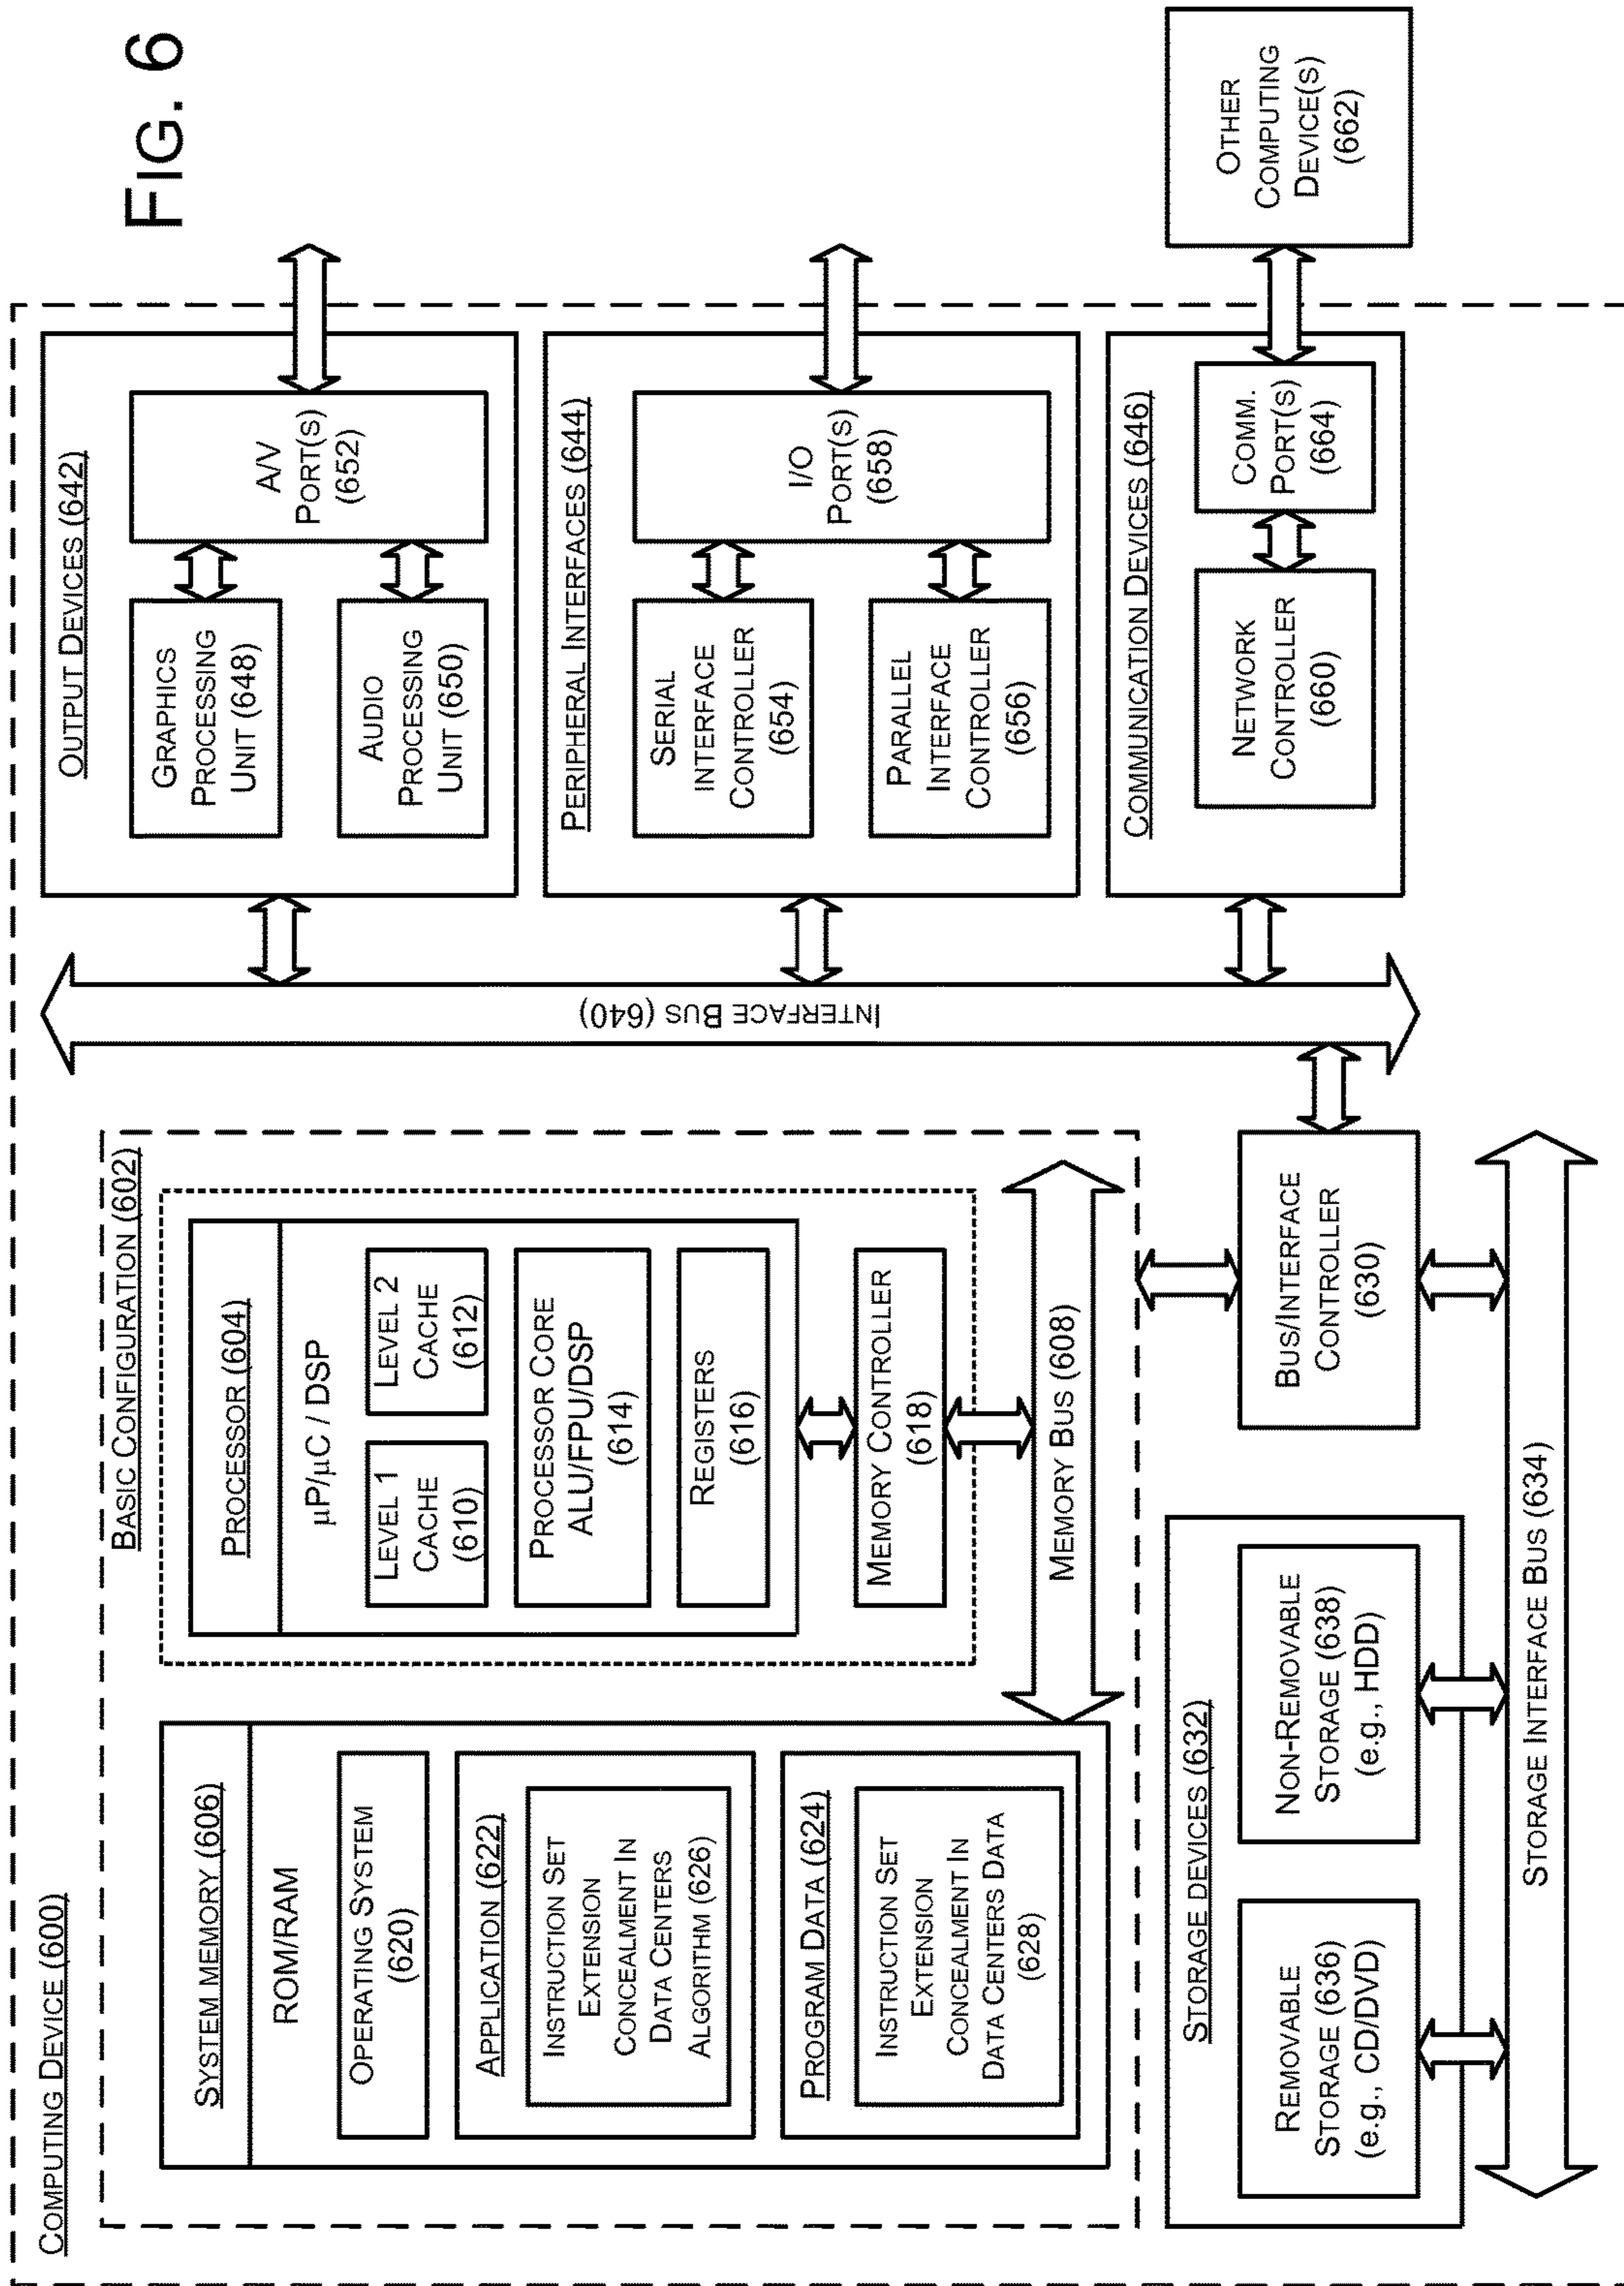 FIG. 6
COMPUTING DEVICE (600)
BASIC CONFIGURATION (602)
SYSTEM MEMORY (606)
ROM/RAM
OPERATING SYSTEM
(620)
APPLICATION (622)
INSTRUCTION SET
EXTENSION
CONCEALMENT IN
DATA CENTERS
ALGORITHM (626)
PROGRAM DATA (624)
INSTRUCTION SET
EXTENSION
CONCEALMENT IN
DATA CENTERS DATA
(628)
PROCESSOR (604)
µP/µC / DSP
LEVEL 1
CACHE
(610)
LEVEL 2
CACHE
(612)
PROCESSOR CORE
ALU/FPU/DSP
(614)
REGISTERS
(616)
MEMORY CONTROLLER
(618)
MEMORY BUS (608)
BUS/INTERFACE
CONTROLLER
(630)
STORAGE DEVICES (632)
REMOVABLE
STORAGE (636)
(e.g., CD/DVD)
NON-REMOVABLE
STORAGE (638)
(e.g., HDD)
STORAGE INTERFACE BUS (634)
INTERFACE BUS (640)
OUTPUT DEVICES (642)
GRAPHICS
PROCESSING
UNIT (648)
AUDIO
PROCESSING
UNIT (650)
A/V
PORT(S)
(652)
PERIPHERAL INTERFACES (644)
SERIAL
INTERFACE
CONTROLLER
(654)
PARALLEL
INTERFACE
CONTROLLER
(656)
I/O
PORT(S)
(658)
COMMUNICATION DEVICES (646)
NETWORK
CONTROLLER
(660)
COMM.
PORT(S)
(664)
OTHER
COMPUTING
DEVICE(S)
(662)